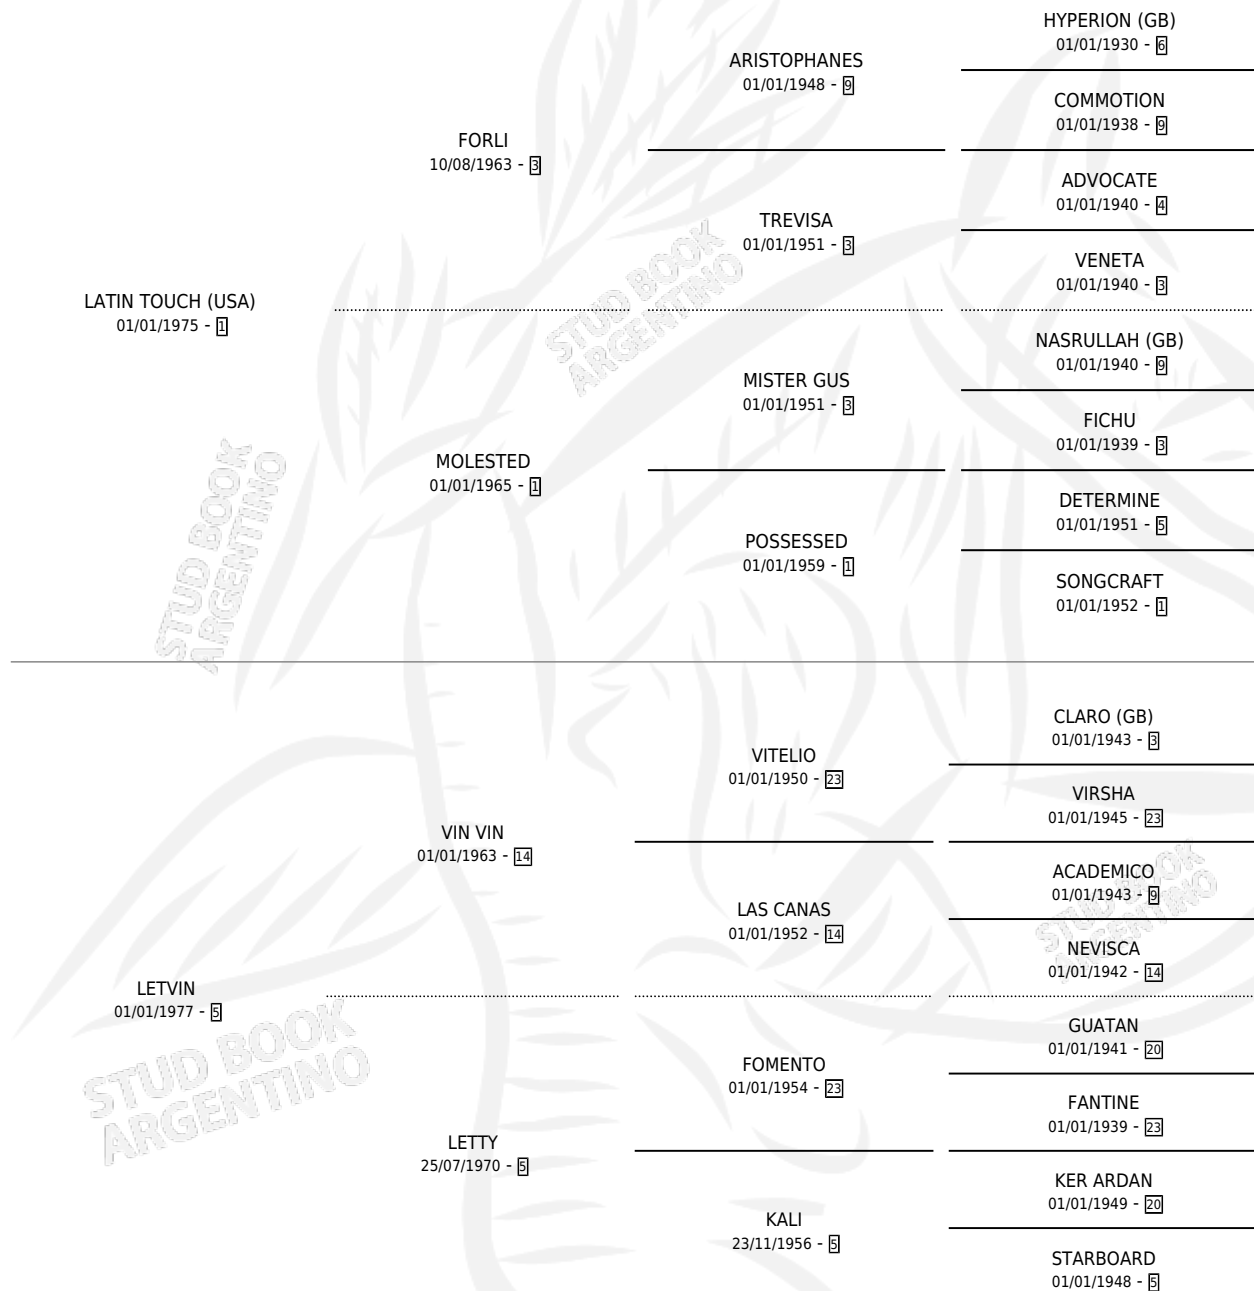 HYPERION (GB)
01/01/1930 - 6
ARISTOPHANES
01/01/1948 - 9
COMMOTION
01/01/1938 - 9
FORLI
10/08/1963 - 3
ADVOCATE
01/01/1940 - 4
TREVISA
01/01/1951 - 3
VENETA
01/01/1940 - 3
LATIN TOUCH (USA)
01/01/1975 - 1
NASRULLAH (GB)
01/01/1940 - 9
MISTER GUS
01/01/1951 - 3
FICHU
01/01/1939 - 3
MOLESTED
01/01/1965 - 1
DETERMINE
01/01/1951 - 5
POSSESSED
01/01/1959 - 1
SONGCRAFT
01/01/1952 - 1
CLARO (GB)
01/01/1943 - 3
VITELIO
01/01/1950 - 23
VIRSHA
01/01/1945 - 23
VIN VIN
01/01/1963 - 14
ACADEMICO
01/01/1943 - 9
LAS CANAS
01/01/1952 - 14
NEVISCA
01/01/1942 - 14
LETVIN
01/01/1977 - 5
GUATAN
01/01/1941 - 20
FOMENTO
01/01/1954 - 23
FANTINE
01/01/1939 - 23
LETTY
25/07/1970 - 5
KER ARDAN
01/01/1949 - 20
KALI
23/11/1956 - 5
STARBOARD
01/01/1948 - 5
STUD BOOK
ARGENTINO
STUD BOOK
ARGENTINO
STUD BOOK
ARGENTINO
STUD BOOK
ARGENTINO